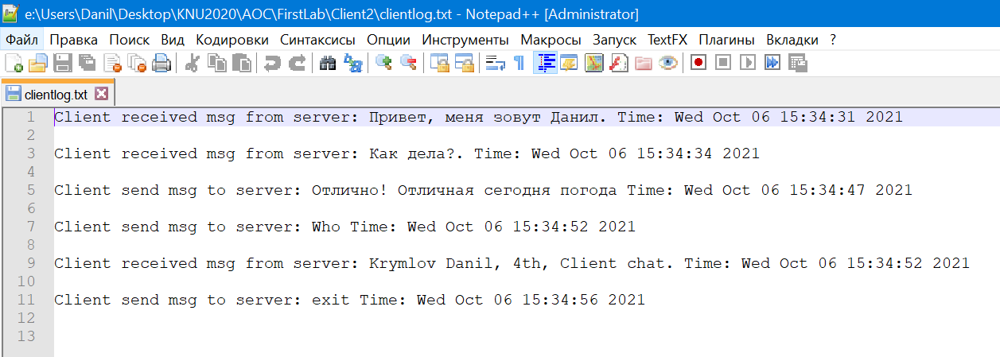 e:\Users\Danil\Desktop\KNU2020\AOC\FirstLab\Client2\clientlog.txt - Notepad++ [Administrator]
Файл Правка Поиск Вид Кодировки Синтаксисы Опции Инструменты Макросы Запуск TextFX Плагины Вкладки ?
clientlog.txt
1 Client received msg from server: Привет, меня зовут Данил. Time: Wed Oct 06 15:34:31 2021
2
3 Client received msg from server: Как дела?. Time: Wed Oct 06 15:34:34 2021
4
5 Client send msg to server: Отлично! Отличная сегодня погода Time: Wed Oct 06 15:34:47 2021
6
7 Client send msg to server: Who Time: Wed Oct 06 15:34:52 2021
8
9 Client received msg from server: Krymlov Danil, 4th, Client chat. Time: Wed Oct 06 15:34:52 2021
10
11 Client send msg to server: exit Time: Wed Oct 06 15:34:56 2021
12
13